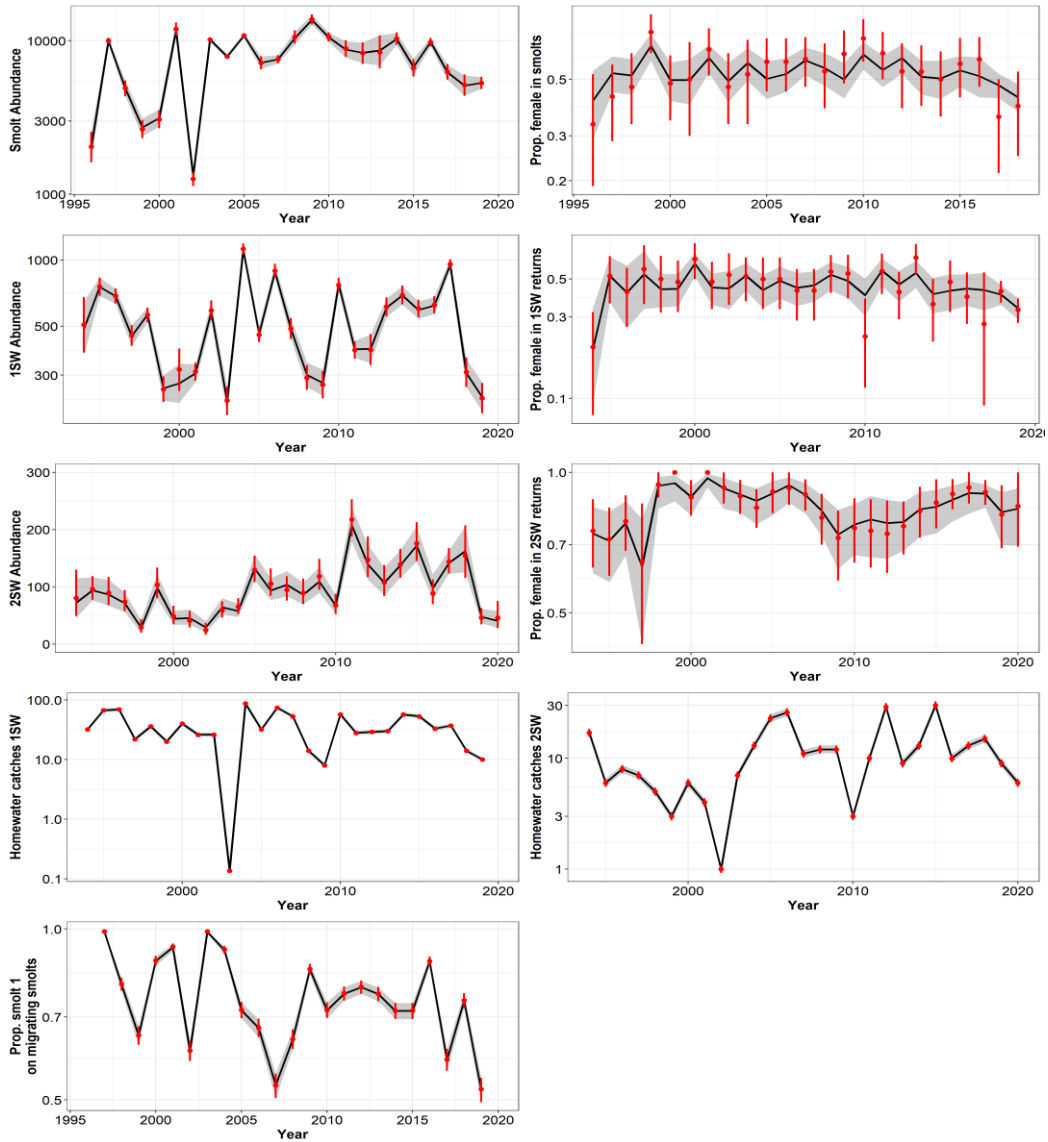 Smolt Abundance
10000
3000
1000
1995 2000 2005 2010 2015 2020
Year
Prop. female in smolts
0.5
0.3
0.2
1995 2000 2005 2010 2015
Year
1SW Abundance
1000
500
300
2000 2010 2020
Year
Prop. female in 1SW returns
0.5
0.3
0.1
2000 2010 2020
Year
2SW Abundance
300
200
100
0
2000 2010 2020
Year
Prop. female in 2SW returns
1.0
0.7
0.5
2000 2010 2020
Year
Homewater catches 1SW
100.0
10.0
1.0
0.1
2000 2010 2020
Year
Homewater catches 2SW
30
10
3
1
2000 2010 2020
Year
Prop. smolt 1
on migrating smolts
1.0
0.7
0.5
1995 2000 2005 2010 2015 2020
Year